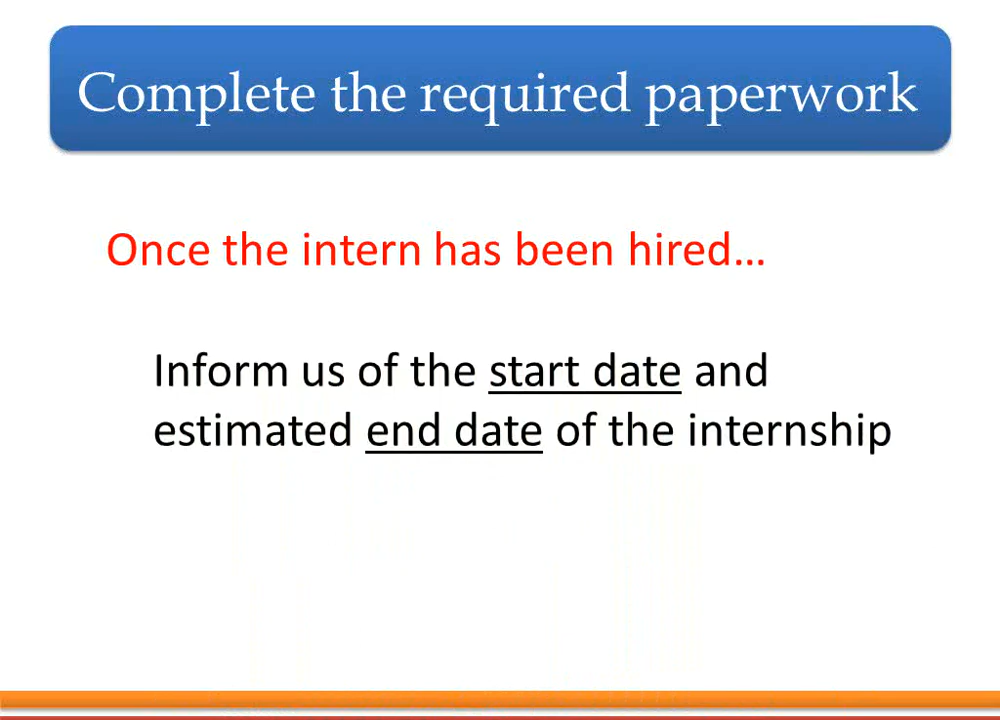 Complete the required paperwork
Once the intern has been hired...
Inform us of the start date and
estimated end date of the internship